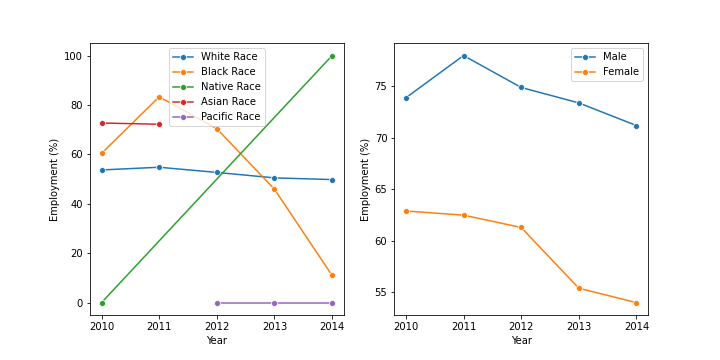 100
80
60
40
20
0
Employment (%)
2010 2011 2012 2013 2014
Year
White Race
Black Race
Native Race
Asian Race
Pacific Race
75
70
65
60
55
Employment (%)
2010 2011 2012 2013 2014
Year
Male
Female